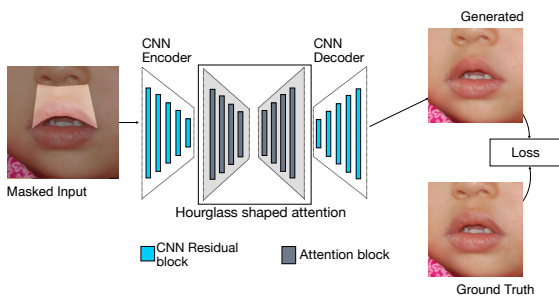 Generated
CNN
Encoder
CNN
Decoder
Masked Input
Loss
Hourglass shaped attention
CNN Residual
block
Attention block
Ground Truth